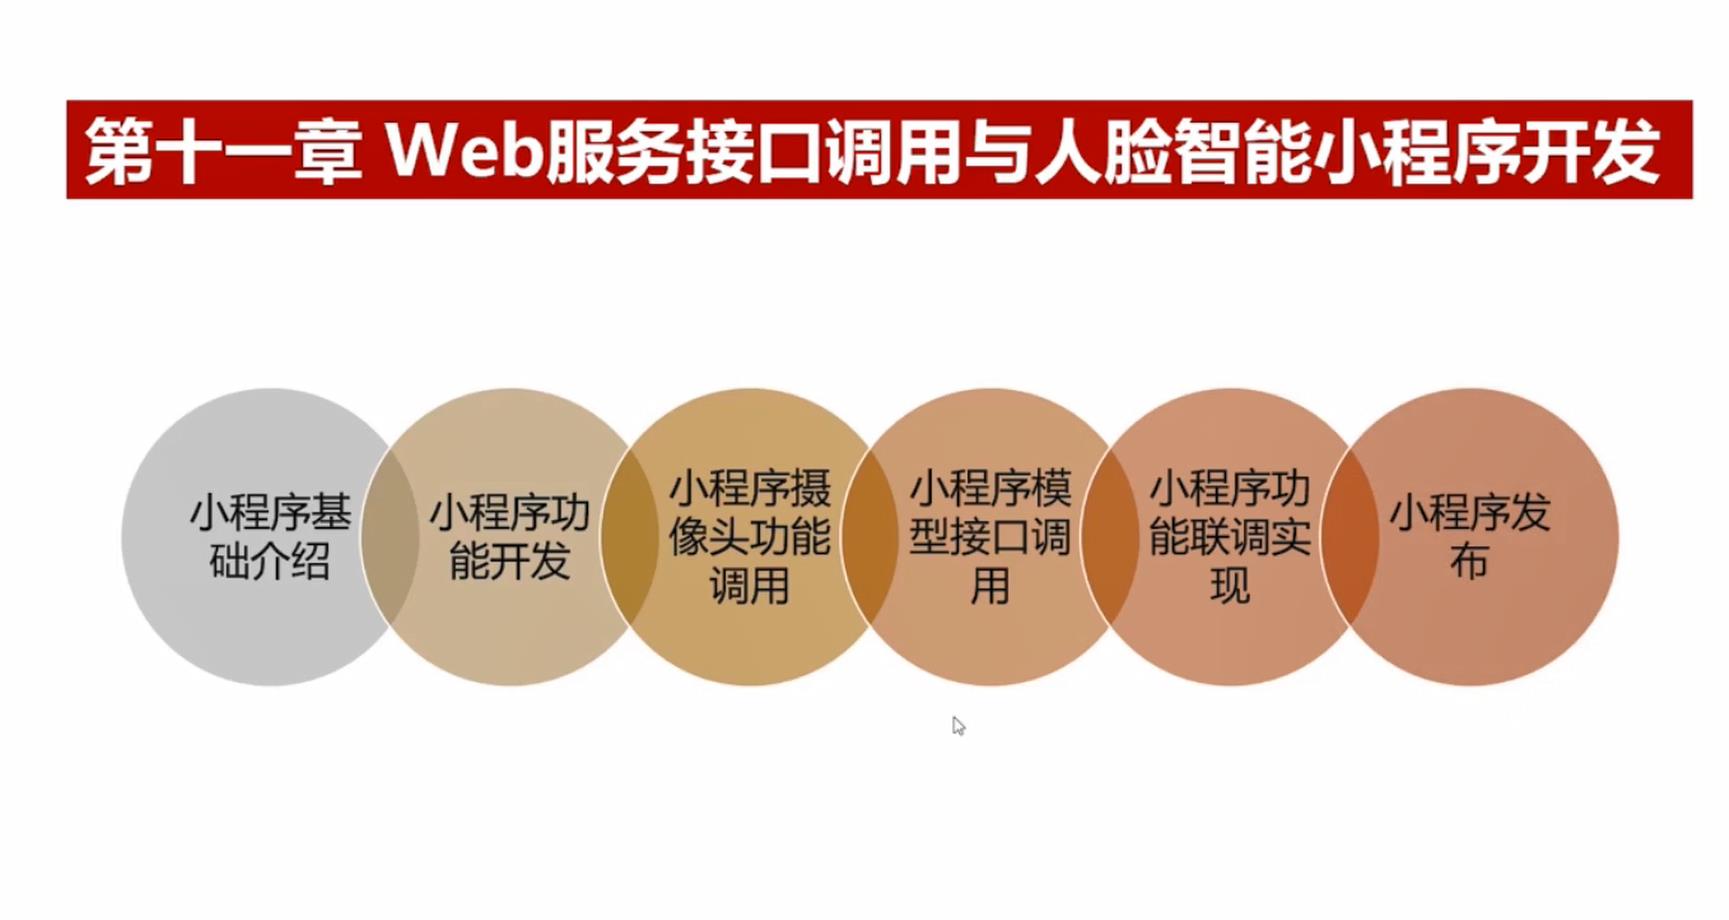 第十一章 Web服务接口调用与人脸智能小程序开发
小程序基
础介绍
小程序功
能开发
小程序摄
像头功能
调用
小程序模
型接口调
用
小程序功
能联调实
现
小程序发
布